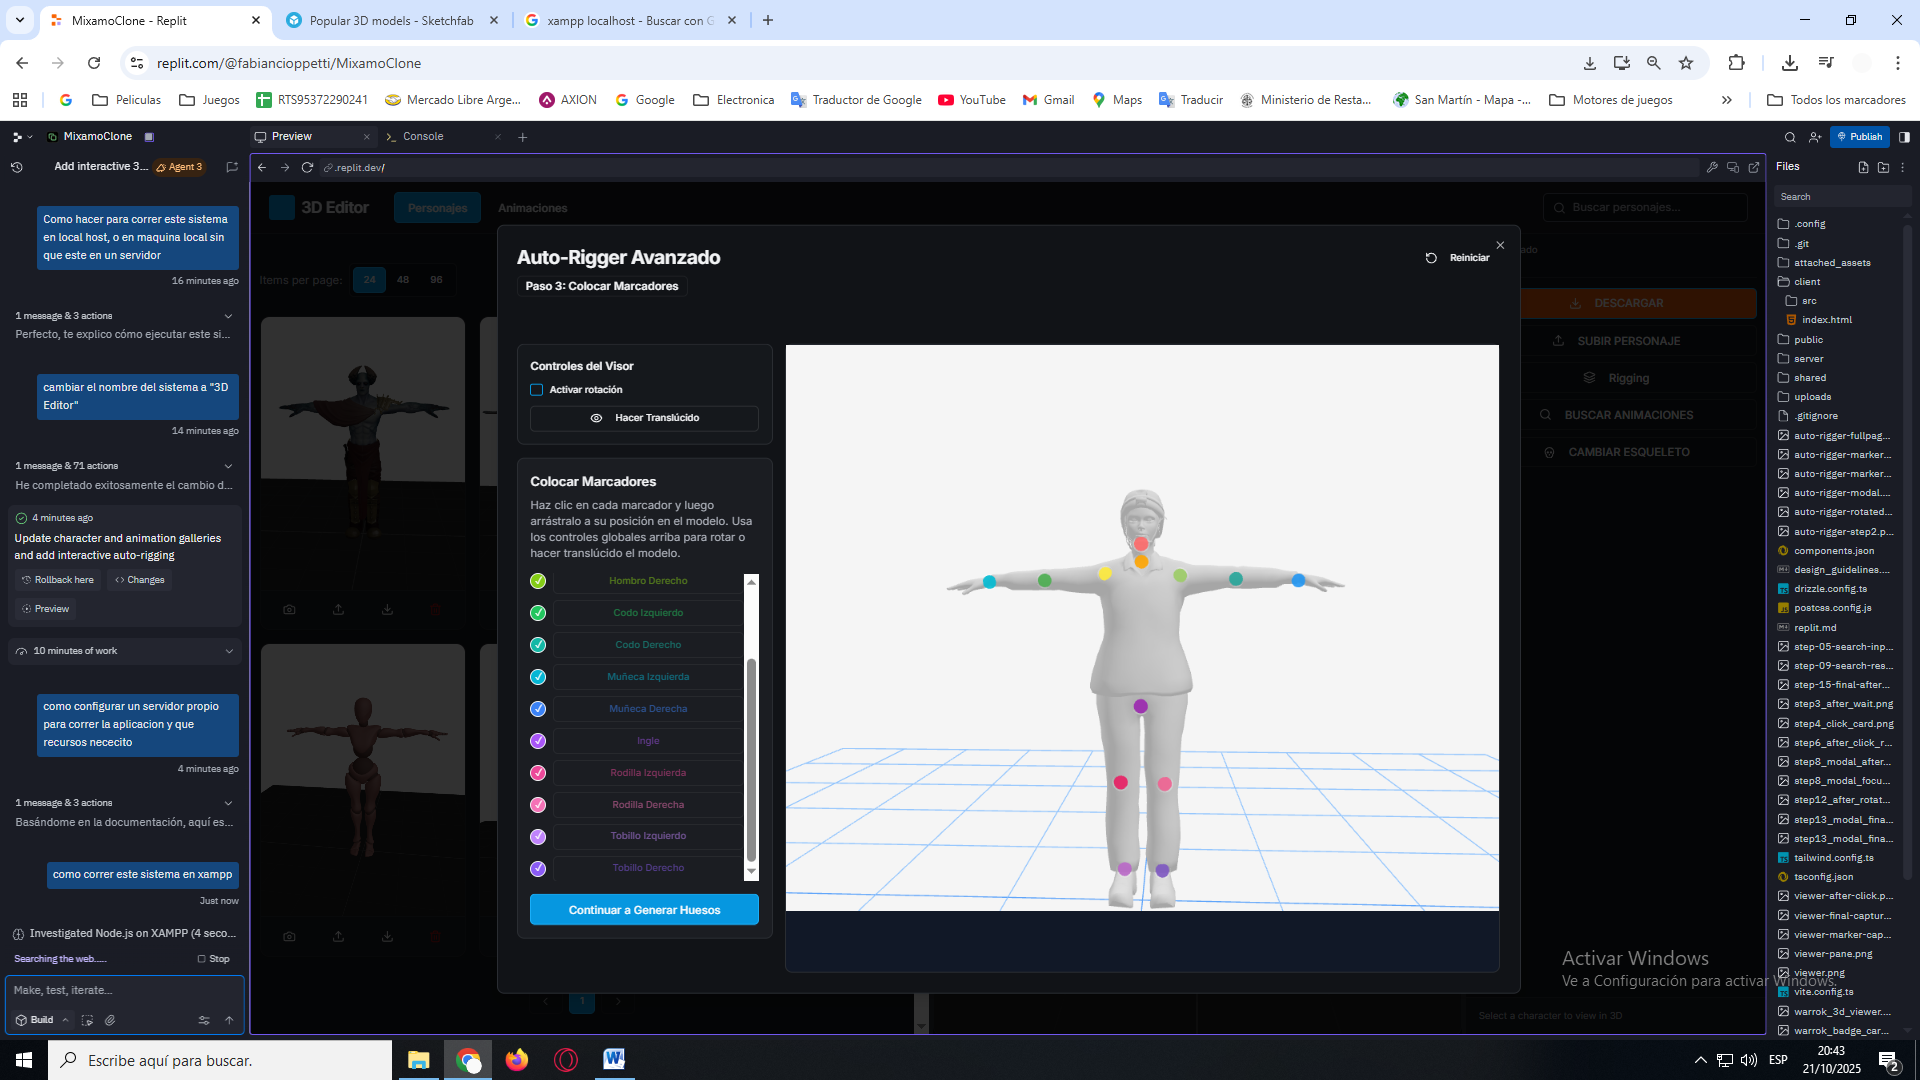 MixamoClone - Replit
Popular 3D models - Sketchfab
xampp localhost - Buscar con G
replit.com/@fabiancioppetti/MixamoClone
Peliculas
Juegos
RTS95372290241
Mercado Libre Arge...
AXION
Google
Electronica
Traductor de Google
YouTube
Gmail
Maps
Traducir
Ministerio de Resta...
San Martín - Mapa -...
Motores de juegos
Todos los marcadores
MixamoClone
Preview
Console
Publish
Add interactive 3...
Agent 3
.replit.dev/
Files
Search
Como hacer para correr este sistema
en local host, o en maquina local sin
que este en un servidor
16 minutes ago
1 message & 3 actions
Perfecto, te explico cómo ejecutar este si...
cambiar el nombre del sistema a "3D
Editor"
14 minutes ago
1 message & 71 actions
He completado exitosamente el cambio d...
4 minutes ago
Update character and animation galleries
and add interactive auto-rigging
Rollback here
Changes
Preview
10 minutes of work
como configurar un servidor propio
para correr la aplicacion y que
recursos nececito
4 minutes ago
1 message & 3 actions
Basándome en la documentación, aquí es...
como correr este sistema en xampp
Just now
Investigated Node.js on XAMPP (4 seco...
Searching the web.....
Stop
Make, test, iterate...
Build
3D Editor
Personajes
Animaciones
Buscar personajes...
Items per page:
24
48
96
Auto-Rigger Avanzado
Reiniciar
Paso 3: Colocar Marcadores
Controles del Visor
Activar rotación
Hacer Translúcido
Colocar Marcadores
Haz clic en cada marcador y luego
arrástralo a su posición en el modelo. Usa
los controles globales arriba para rotar o
hacer translúcido el modelo.
Hombro Derecho
Codo Izquierdo
Codo Derecho
Muñeca Izquierda
Muñeca Derecha
Ingle
Rodilla Izquierda
Rodilla Derecha
Tobillo Izquierdo
Tobillo Derecho
Continuar a Generar Huesos
1
ado
DESCARGAR
SUBIR PERSONAJE
Rigging
BUSCAR ANIMACIONES
CAMBIAR ESQUELETO
Select a character to view in 3D
Activar Windows
Ve a Configuración para activar Windows.
.config
.git
attached_assets
client
src
index.html
public
server
shared
uploads
.gitignore
auto-rigger-fullpag...
auto-rigger-marker...
auto-rigger-marker...
auto-rigger-modal....
auto-rigger-rotated...
auto-rigger-step2.p...
components.json
design_guidelines....
drizzle.config.ts
postcss.config.js
replit.md
step-05-search-inp...
step-09-search-res...
step-15-final-after...
step3_after_wait.png
step4_click_card.png
step6_after_click_r...
step8_modal_after...
step8_modal_focu...
step12_after_rotat...
step13_modal_fina...
step13_modal_fina...
tailwind.config.ts
tsconfig.json
viewer-after-click.p...
viewer-final-captur...
viewer-marker-cap...
viewer-pane.png
viewer.png
vite.config.ts
warrok_3d_viewer....
warrok_badge_car...
Escribe aquí para buscar.
ESP
20:43
21/10/2025
2